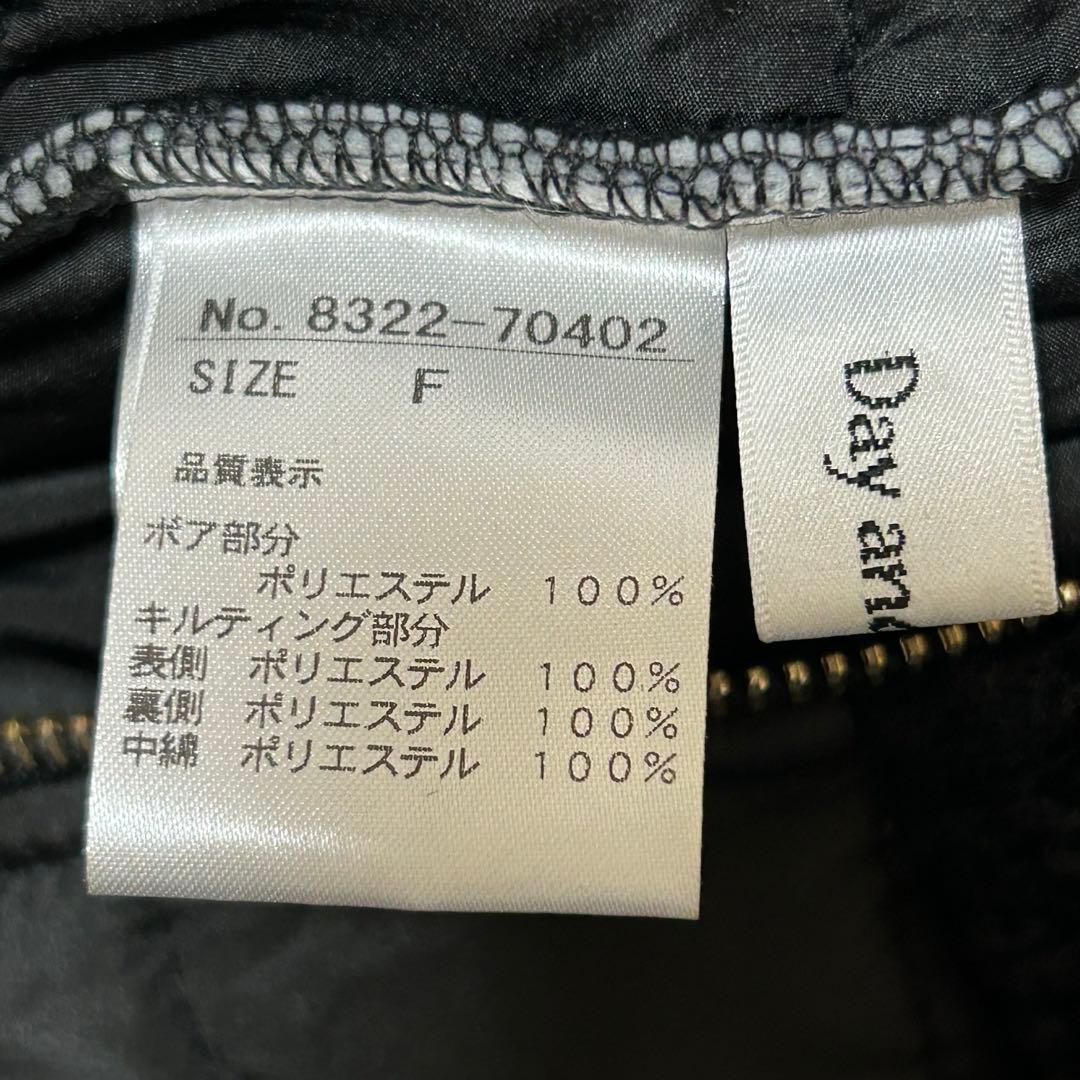 No. 8322-70402
SIZE F
品質表示
ボア部分
ポリエステル 100%
キルティング部分
表側 ポリエステル 100%
裏側 ポリエステル 100%
中綿 ポリエステル 100%
Day and